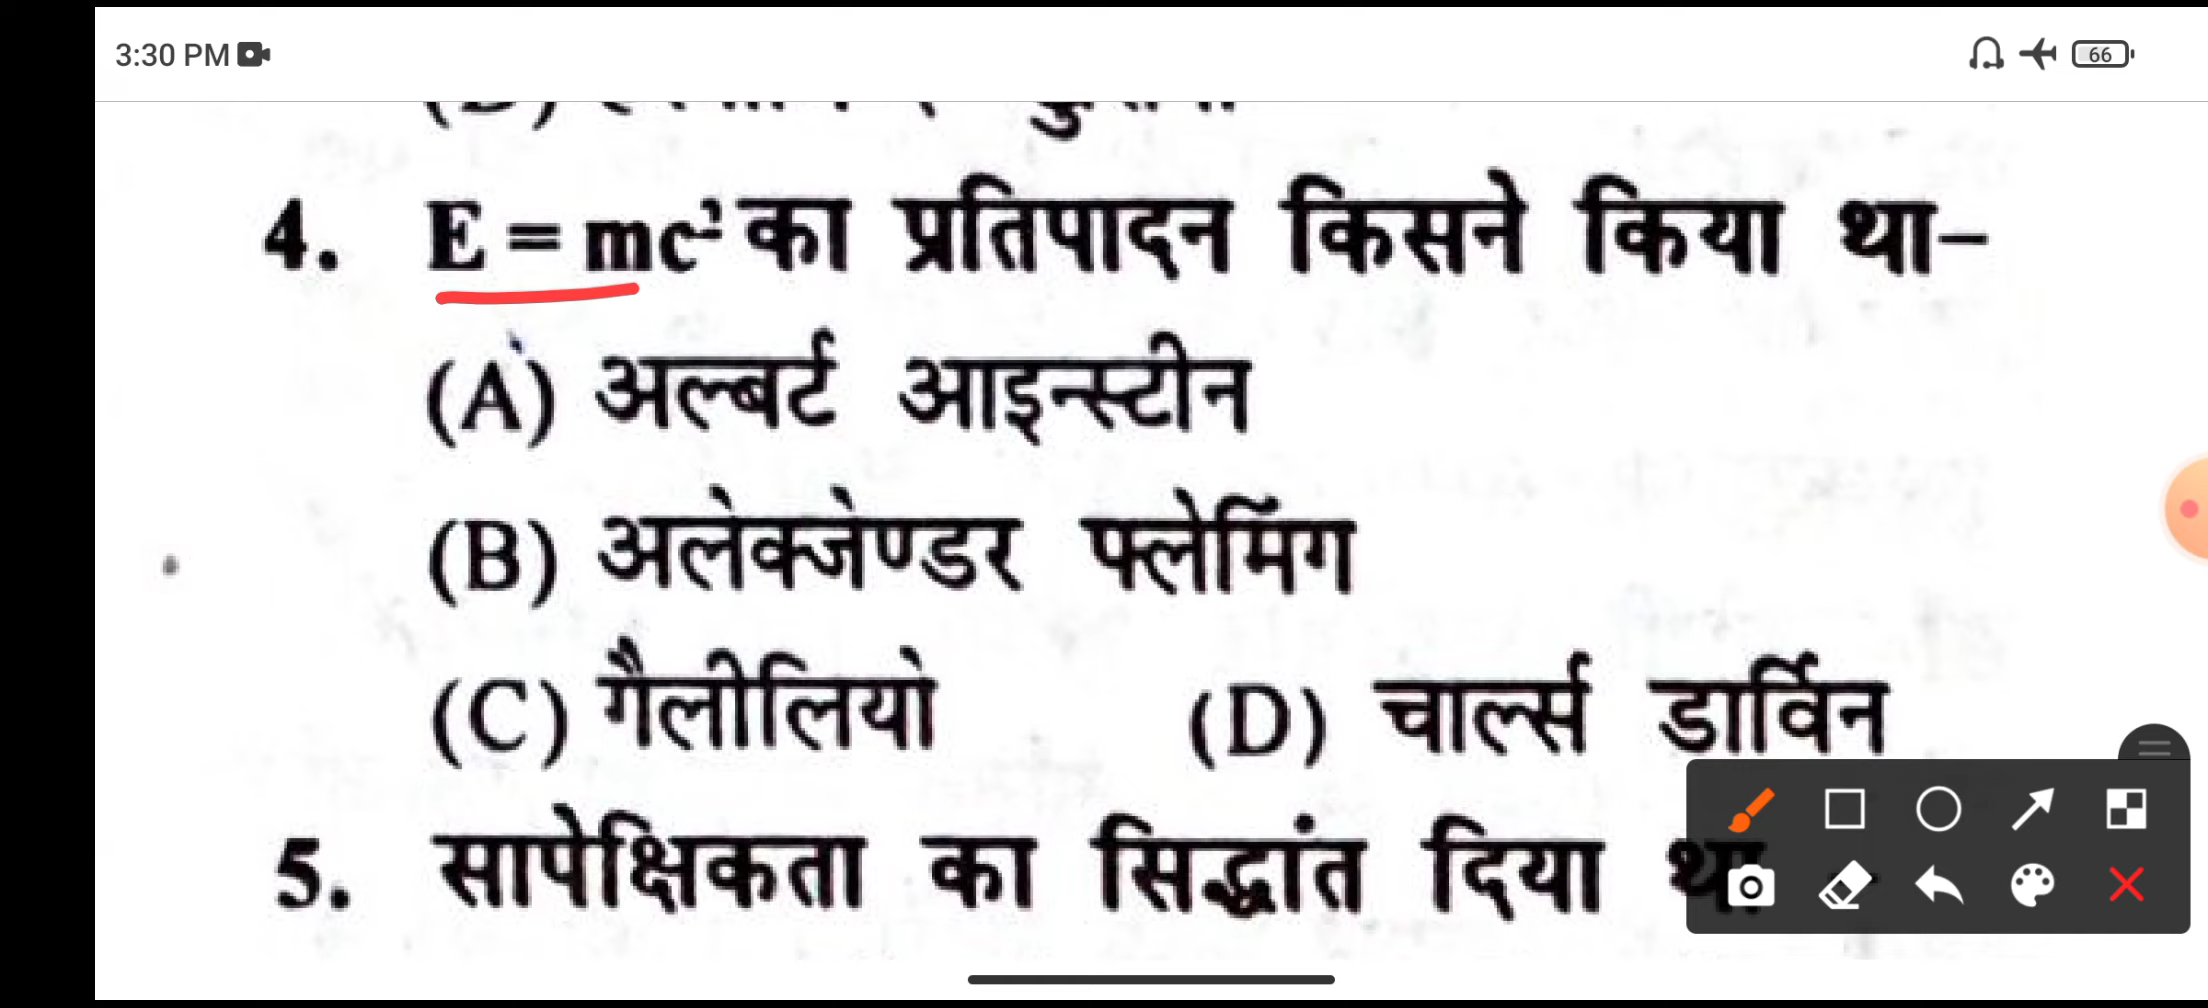 3:30 PM
66
4. E = mc² का प्रतिपादन किसने किया था–
(A) अल्बर्ट आइन्स्टीन
(B) अलेक्जेण्डर फ्लेमिंग
(C) गैलीलियो (D) चार्ल्स डार्विन
5. सापेक्षिकता का सिद्धांत दिया था